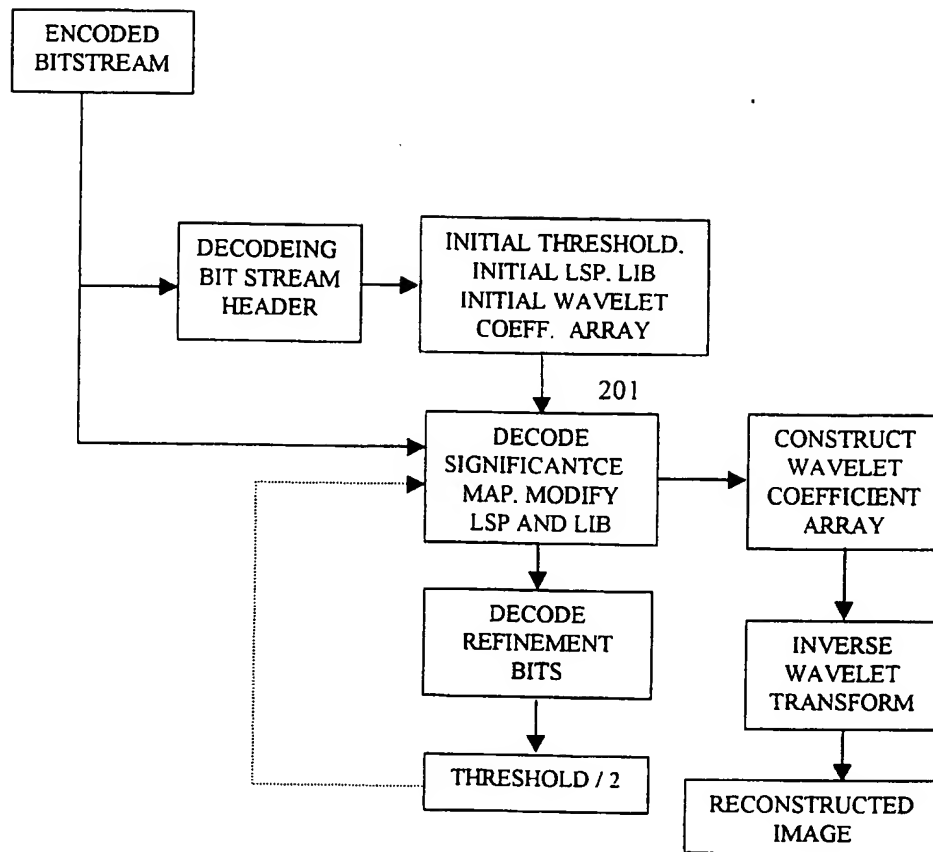 ENCODED
BITSTREAM
DECODEING
BIT STREAM
HEADER
INITIAL THRESHOLD.
INITIAL LSP. LIB
INITIAL WAVELET
COEFF. ARRAY
201
DECODE
SIGNIFICANTCE
MAP. MODIFY
LSP AND LIB
CONSTRUCT
WAVELET
COEFFICIENT
ARRAY
DECODE
REFINEMENT
BITS
INVERSE
WAVELET
TRANSFORM
THRESHOLD / 2
RECONSTRUCTED
IMAGE